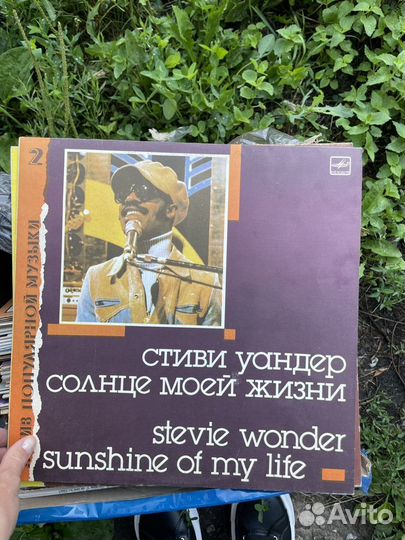 2
ИВ ПОПУЛЯРНОЙ МУЗЫКИ
стиви уандер
солнце моей жизни
stevie wonder
sunshine of my life
Avito